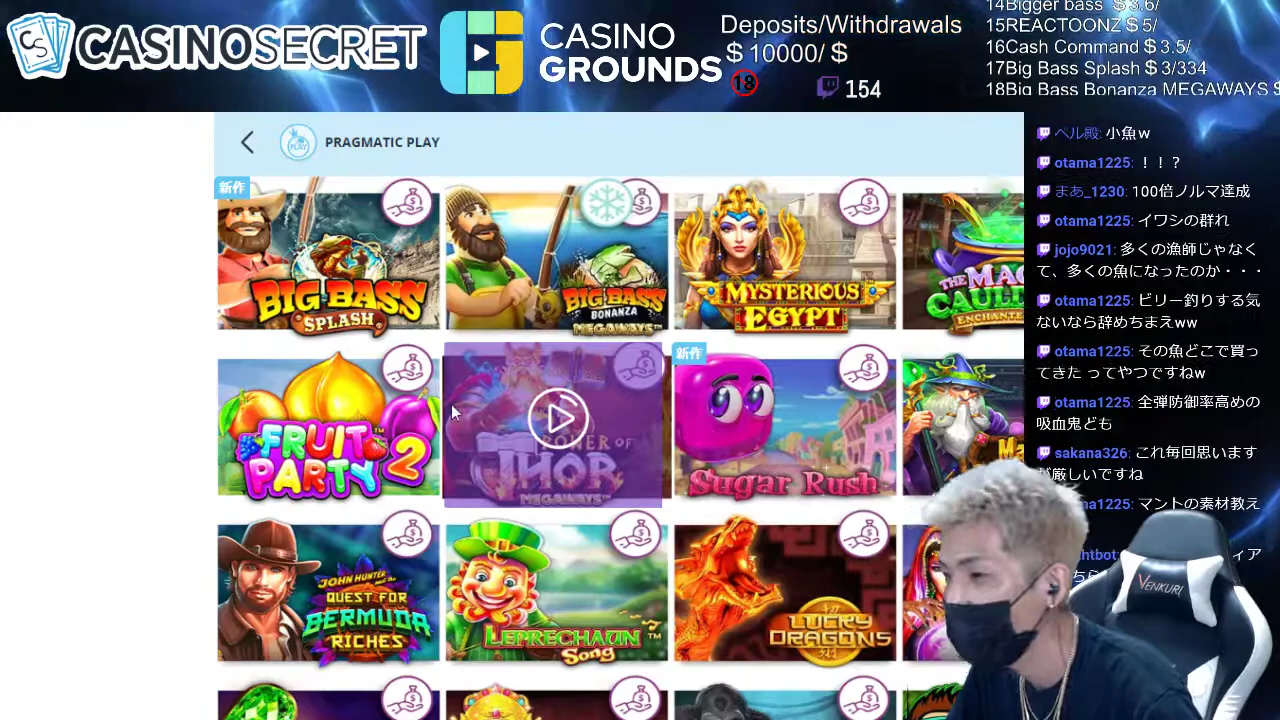 CASINOSECRET
CS
CASINO
GROUNDS
Deposits/Withdrawals
$ 10000/ $
18
154
14Bigger bass $ 3.6/
15REACTOONZ $ 5/
16Cash Command $ 3.5/
17Big Bass Splash $ 3/334
18Big Bass Bonanza MEGAWAYS $
PLAY
PRAGMATIC PLAY
新作
BIG BASS
SPLASH
BIG BASS
BONANZA
MEGAWAYS™
MYSTERIOUS
EGYPT
THE
ENCHANTE
FRUIT™
PARTY 2
POWER OF
THOR
MEGAWAYS™
新作
Sugar Rush
JOHN HUNTER
AND THE
QUEST FOR
BERMUDA
RICHES
LEPRECHAUN™
Song
LUCKY
DRAGONS
ベル殿: 小魚w
otama1225: ！！？
まあ_1230: 100倍ノルマ達成
otama1225: イワシの群れ
jojo9021: 多くの漁師じゃなく
て、多くの魚になったのか・・・
otama1225: ビリー釣りする気
ないなら辞めちまえww
otama1225: その魚どこで買っ
てきた ってやつですねw
otama1225: 全弾防御率高めの
吸血鬼ども
sakana326: これ毎回思います
厳しいですね
a1225: マントの素材教え
ghtbot:
VENKURI